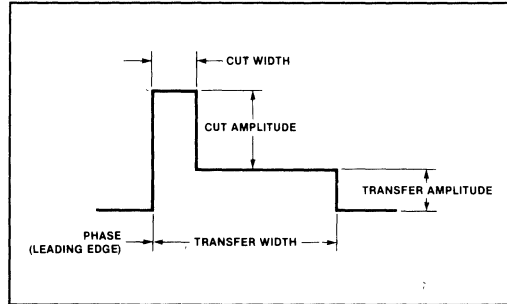 CUT WIDTH
CUT AMPLITUDE
TRANSFER AMPLITUDE
PHASE
(LEADING EDGE)
TRANSFER WIDTH